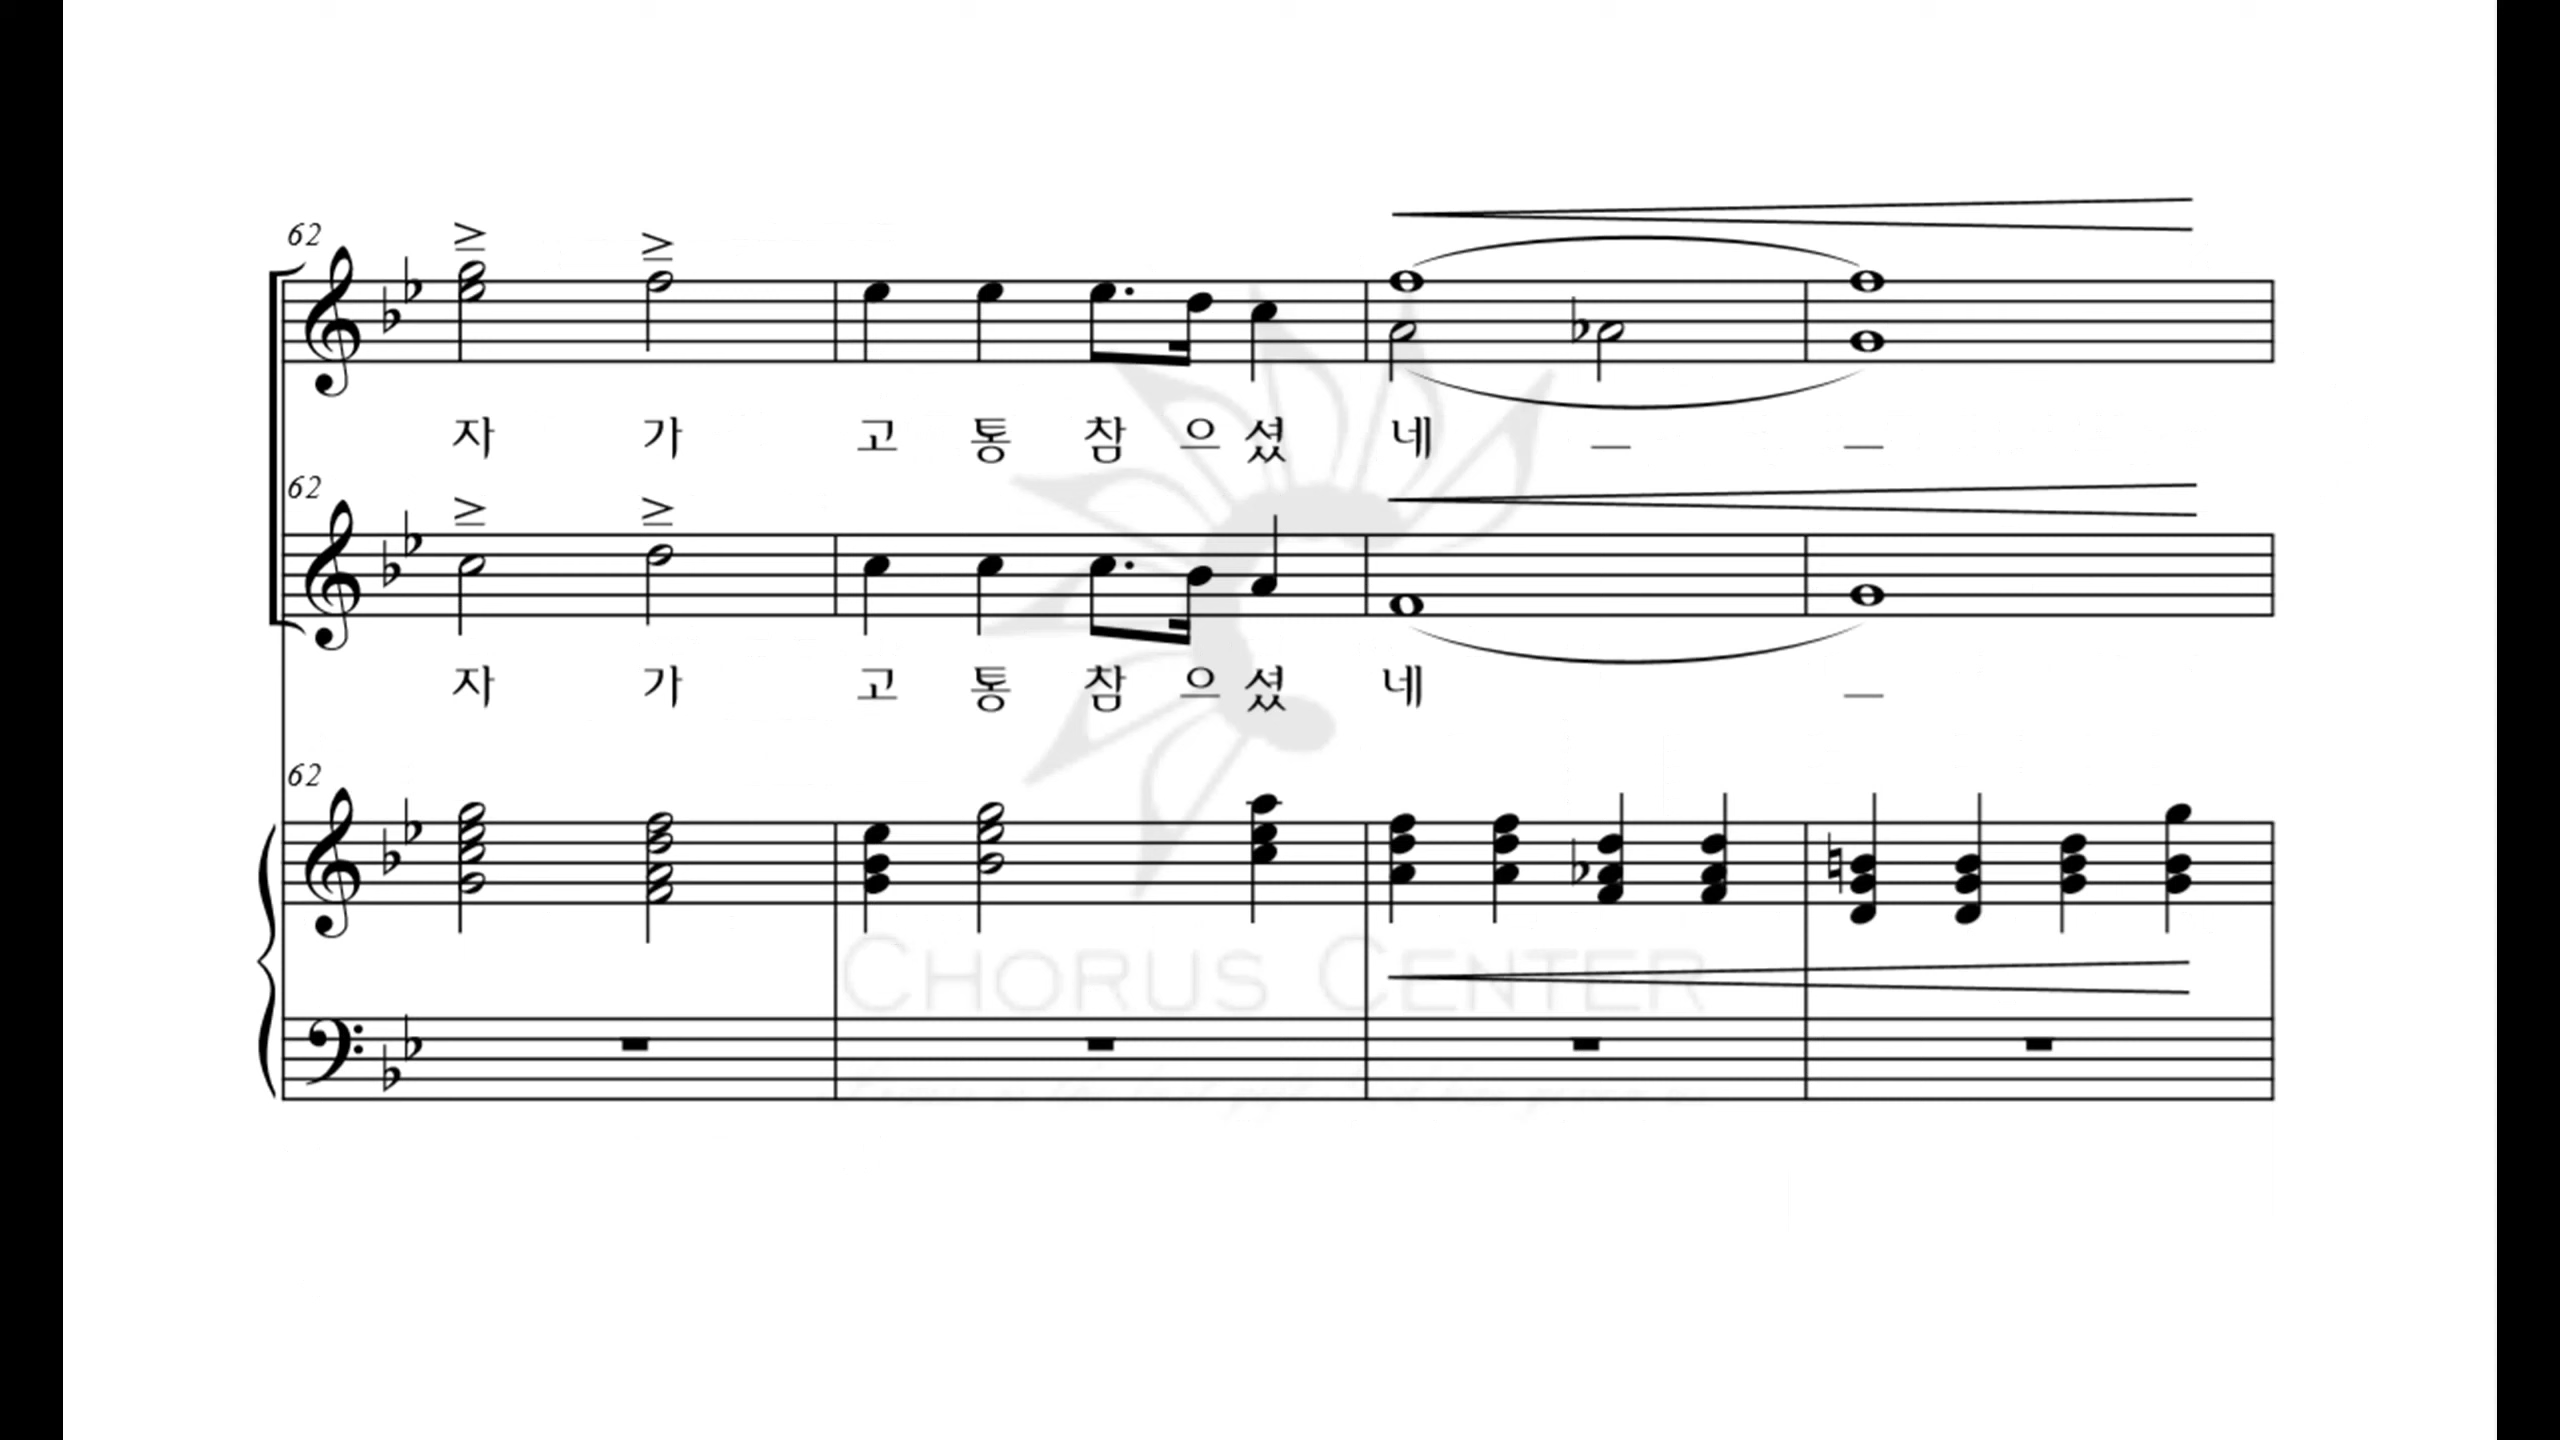 62
자 가 고 통 참 으 셨 네 _ _
62
자 가 고 통 참 으 셨 네 _
62
CHORUS CENTER